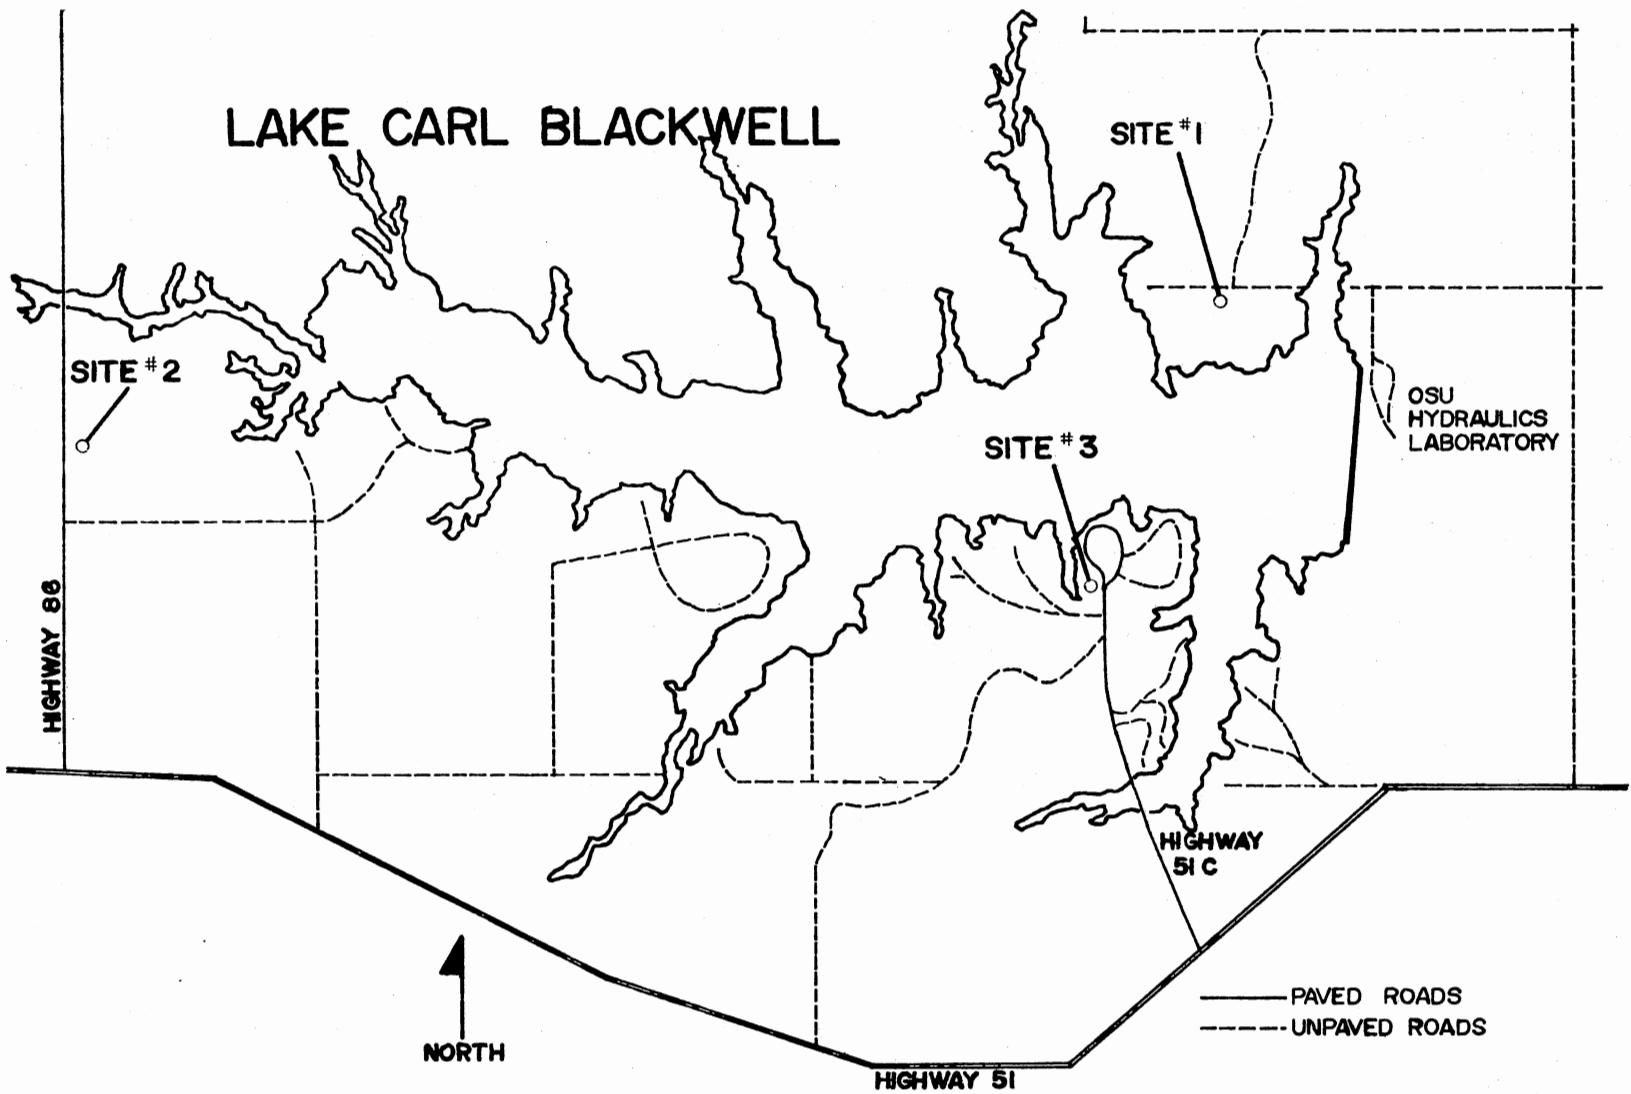 LAKE CARL BLACKWELL
SITE #1
SITE #2
OSU
HYDRAULICS
LABORATORY
SITE #3
HIGHWAY 86
HIGHWAY
51 C
PAVED ROADS
UNPAVED ROADS
NORTH
HIGHWAY 51